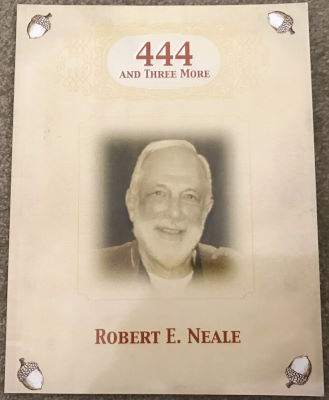 444
AND THREE MORE
ROBERT E. NEALE